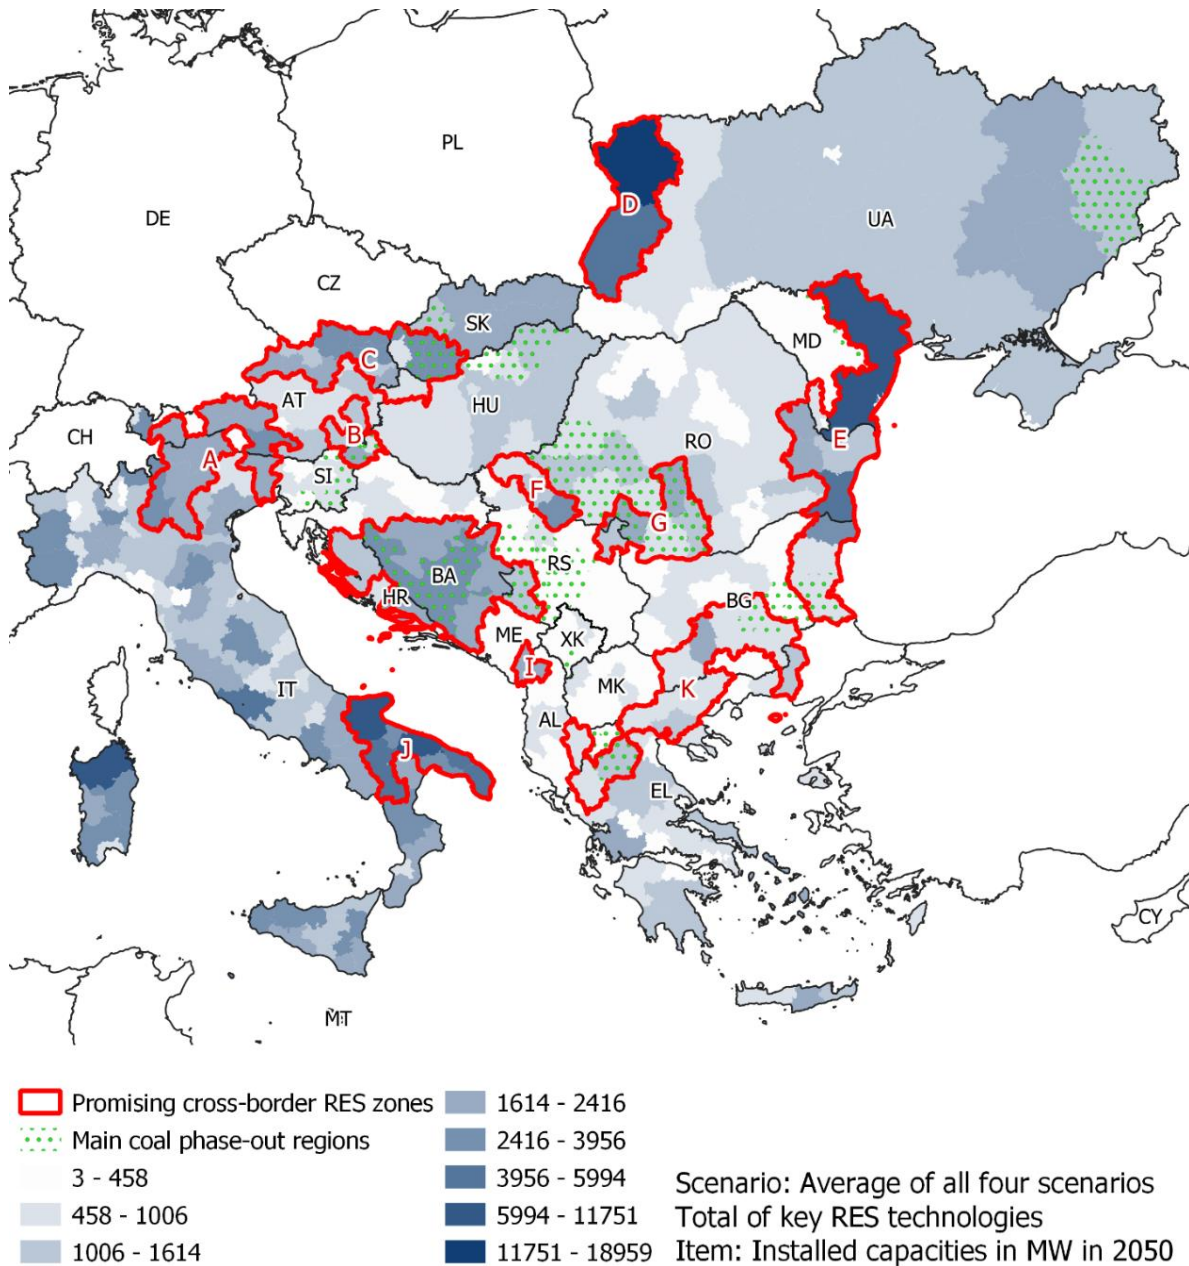 PL
DE
UA
D
CZ
SK
MD
C
AT
HU
CH
B
E
RO
A
SI
F
G
RS
BA
HR
BG
ME
XK
I
K
MK
IT
AL
J
EL
CY
MT
Promising cross-border RES zones
Main coal phase-out regions
3 - 458
458 - 1006
1006 - 1614
1614 - 2416
2416 - 3956
3956 - 5994
5994 - 11751
11751 - 18959
Scenario: Average of all four scenarios
Total of key RES technologies
Item: Installed capacities in MW in 2050